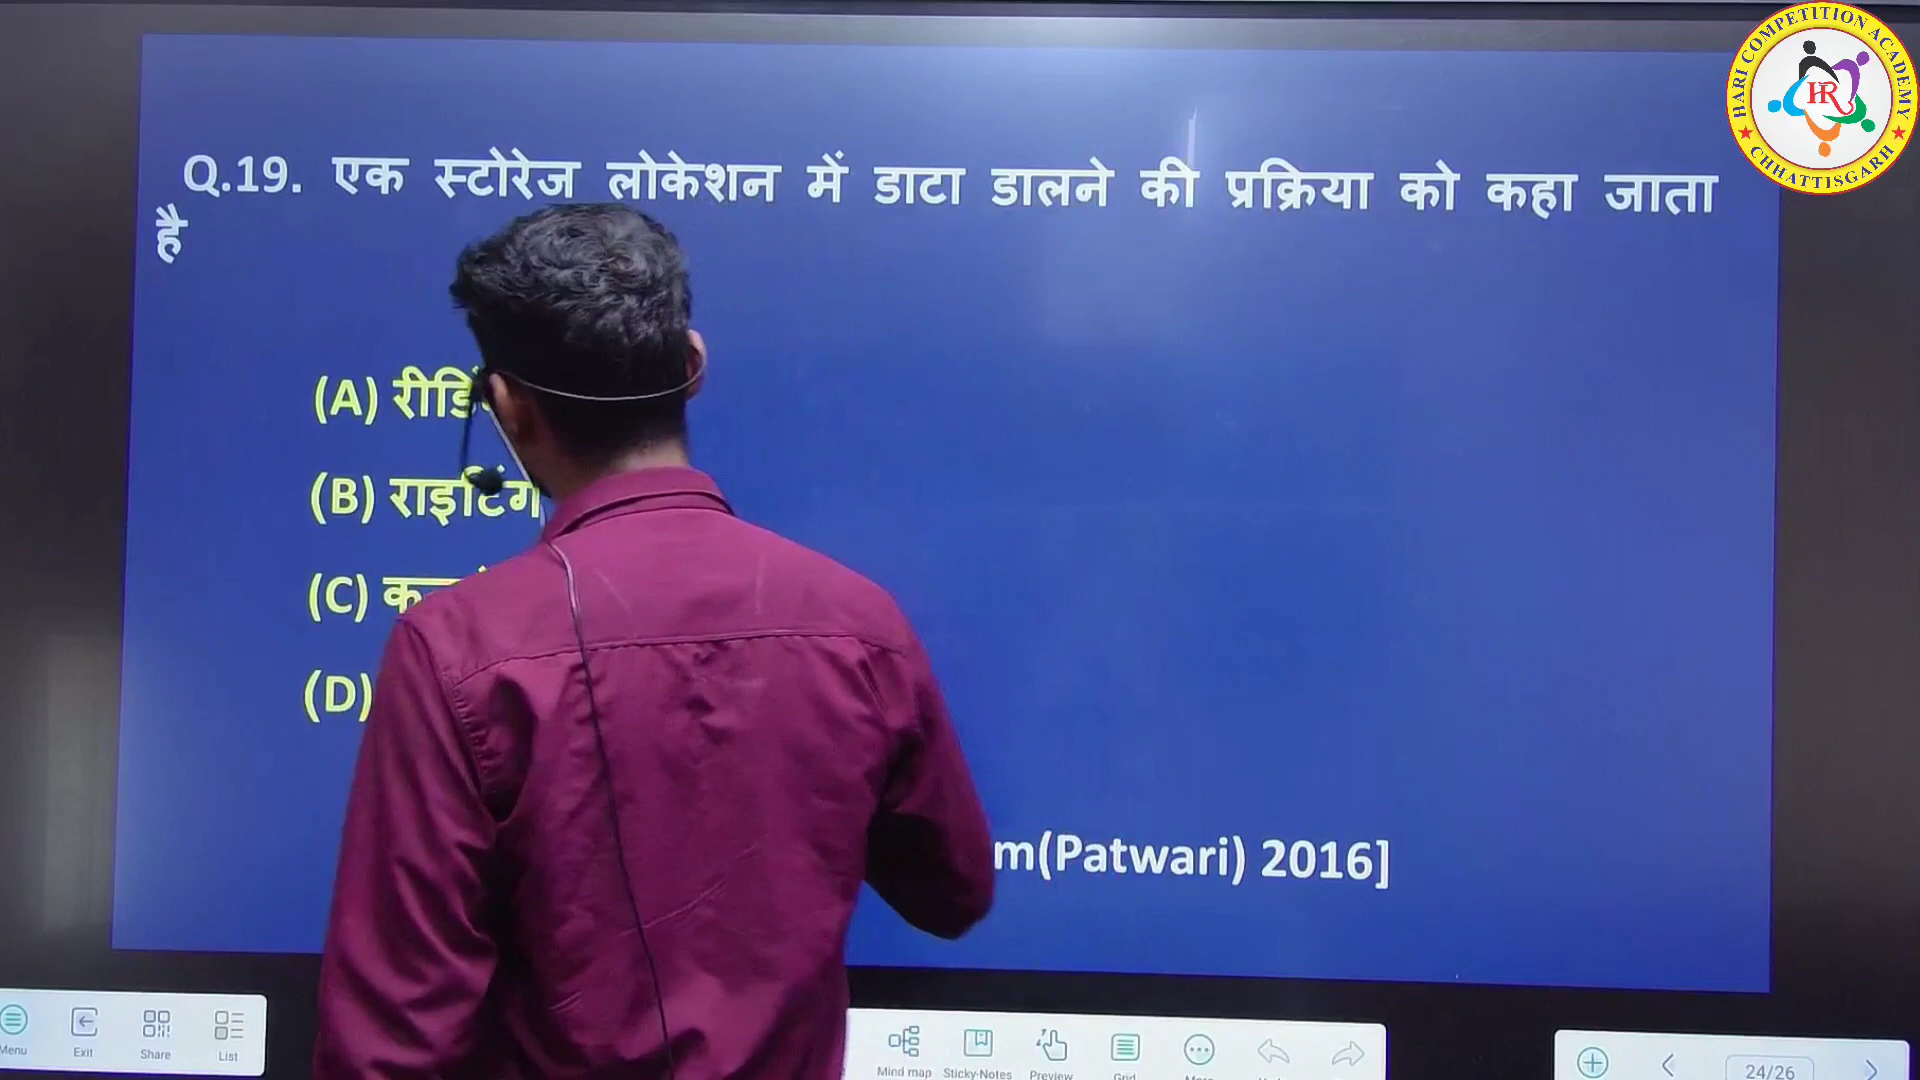 HARI COMPETITION ACADEMY
HR
CHHATTISGARH
Q.19. एक स्टोरेज लोकेशन में डाटा डालने की प्रक्रिया को कहा जाता
है
(A)
(B) राइटिंग
(C)
(D)
(Patwari) 2016]
Menu Exit Share List
Mind map Sticky-Notes Preview
24/26